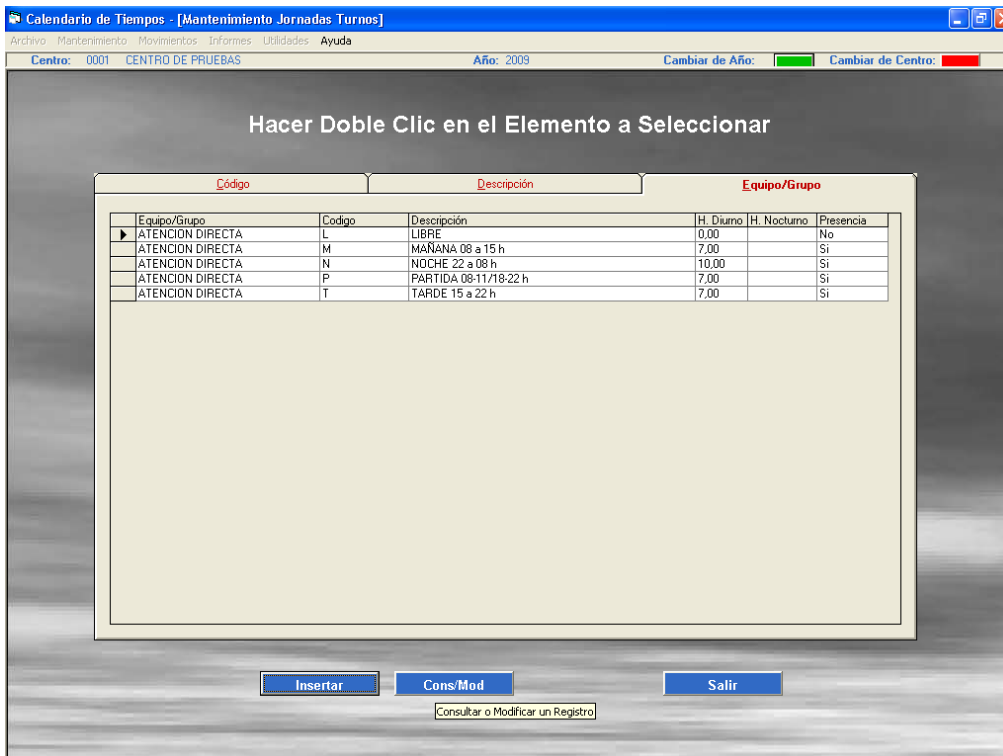 Calendario de Tiempos - [Mantenimiento Jornadas Turnos]
Archivo Mantenimiento Movimientos Informes Utilidades Ayuda
Centro: 0001 CENTRO DE PRUEBAS Año: 2009 Cambiar de Año: Cambiar de Centro:
Hacer Doble Clic en el Elemento a Seleccionar
Código Descripción Equipo/Grupo
Equipo/Grupo Codigo Descripción H. Diurno H. Nocturno Presencia
ATENCION DIRECTA L LIBRE 0,00 No
ATENCION DIRECTA M MAÑANA 08 a 15 h 7,00 Si
ATENCION DIRECTA N NOCHE 22 a 08 h 10,00 Si
ATENCION DIRECTA P PARTIDA 08-11/18-22 h 7,00 Si
ATENCION DIRECTA T TARDE 15 a 22 h 7,00 Si
Insertar Cons/Mod Salir
Consultar o Modificar un Registro